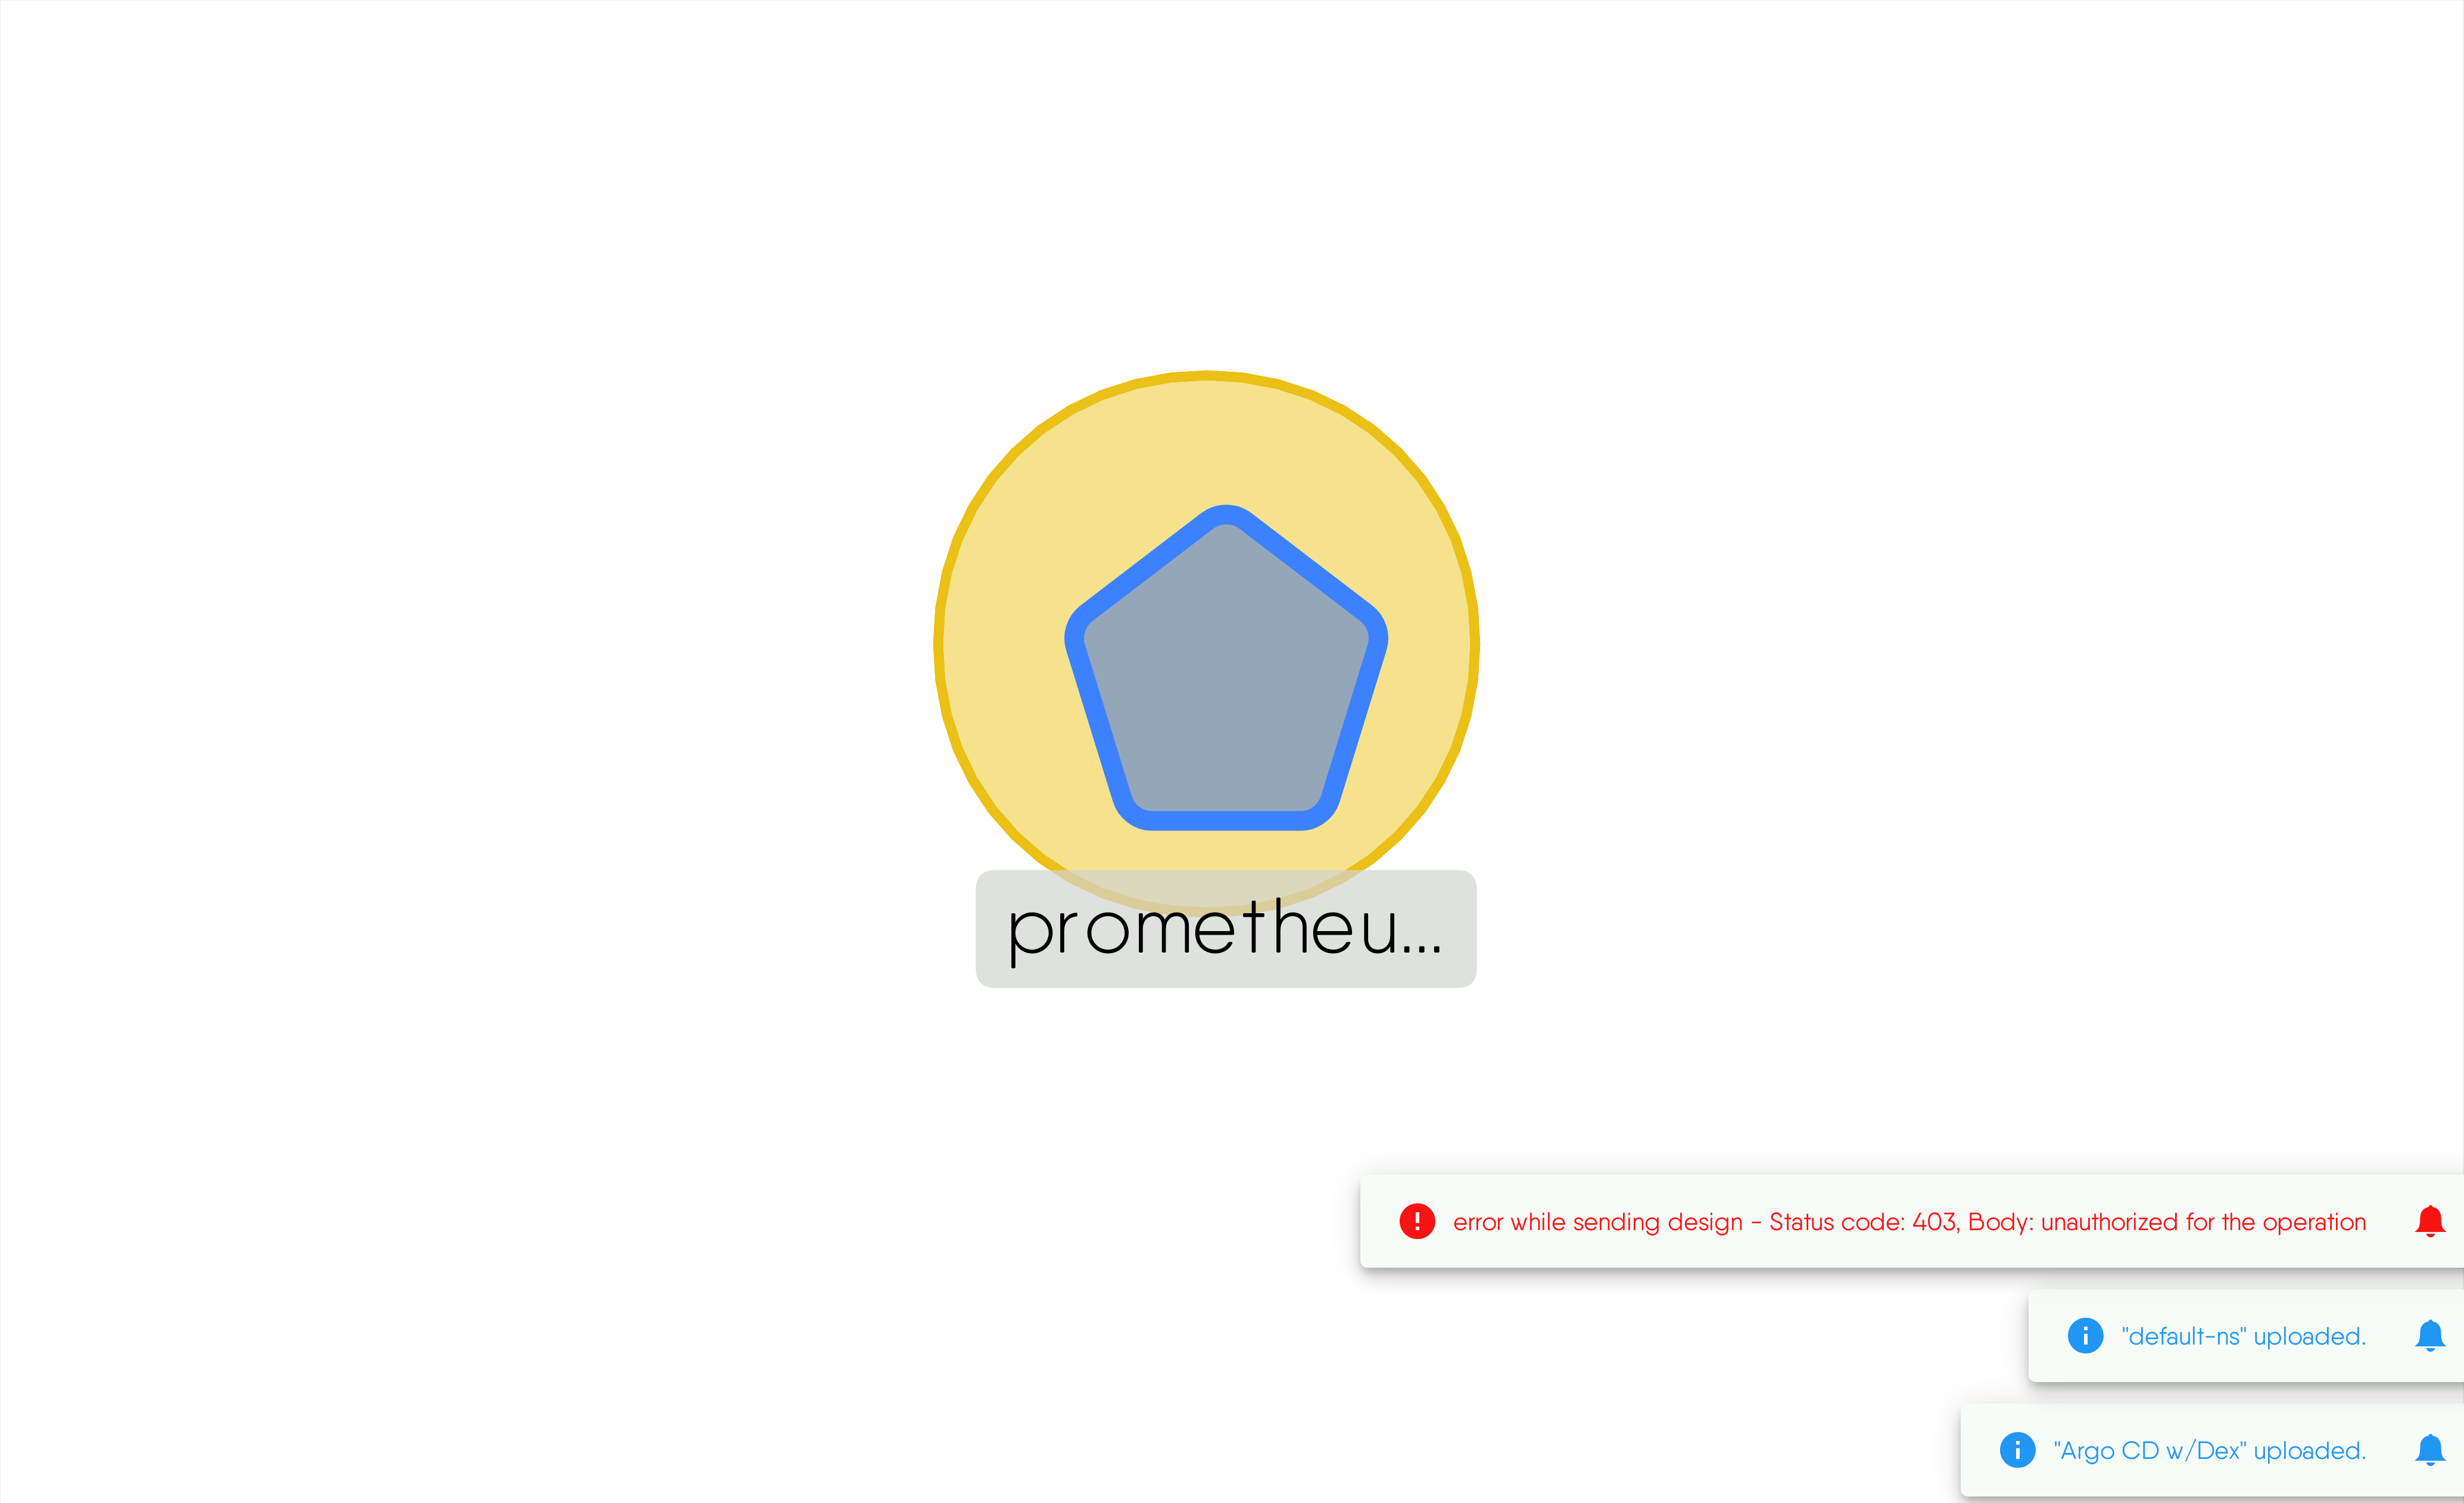 prometheu...
error while sending design - Status code: 403, Body: unauthorized for the operation
"default-ns" uploaded.
"Argo CD w/Dex" uploaded.